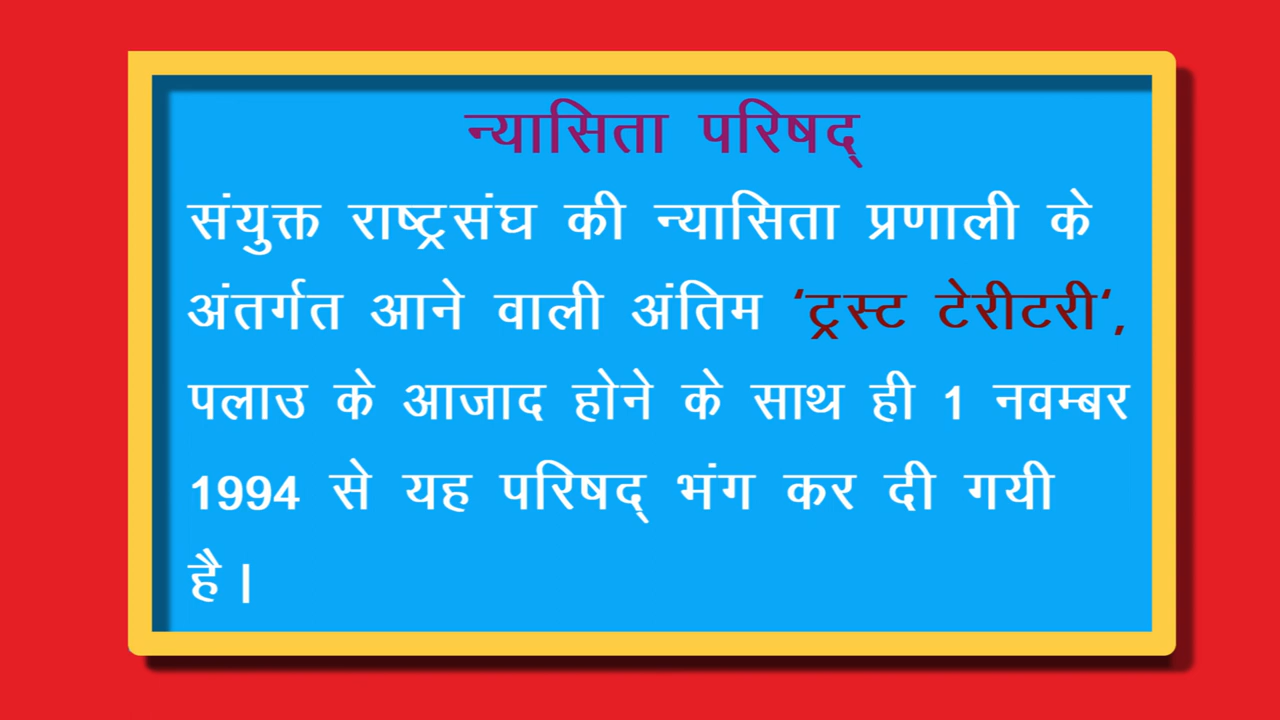 न्यासिता परिषद्
संयुक्त राष्ट्रसंघ की न्यासिता प्रणाली के
अंतर्गत आने वाली अंतिम ‘ट्रस्ट टेरीटरी‘,
पलाउ के आजाद होने के साथ ही 1 नवम्बर
1994 से यह परिषद् भंग कर दी गयी
है।